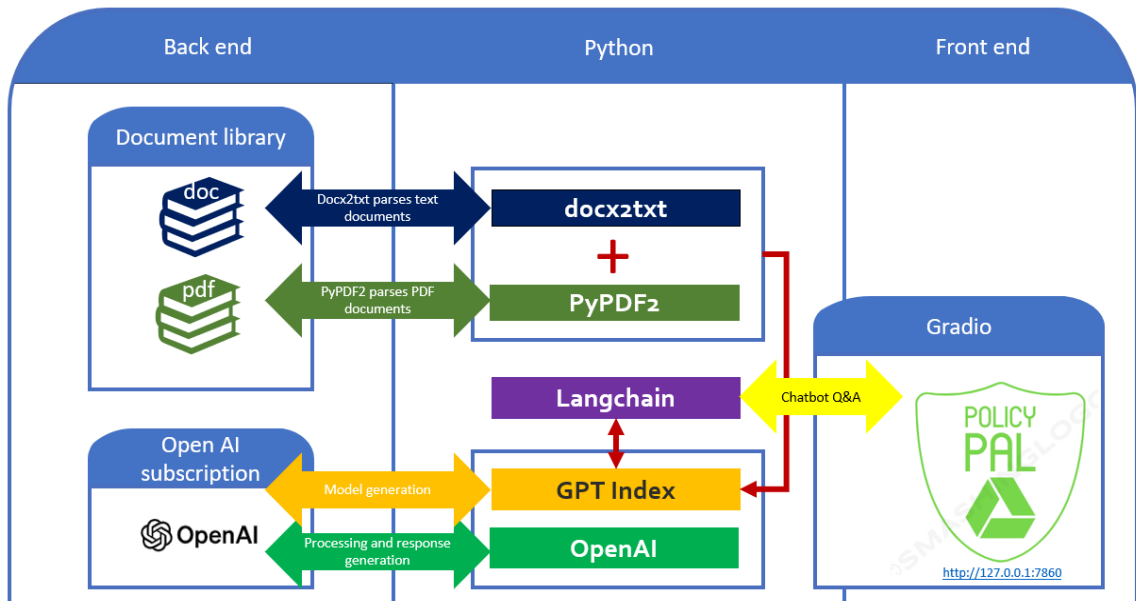 Back end
Python
Front end
Document library
doc
Docx2txt parses text
documents
docx2txt
+
pdf
PyPDF2 parses PDF
documents
PyPDF2
Gradio
Langchain
Chatbot Q&A
POLICY
PAL
Open AI
subscription
Model generation
GPT Index
OpenAI
Processing and response
generation
OpenAI
http://127.0.0.1:7860